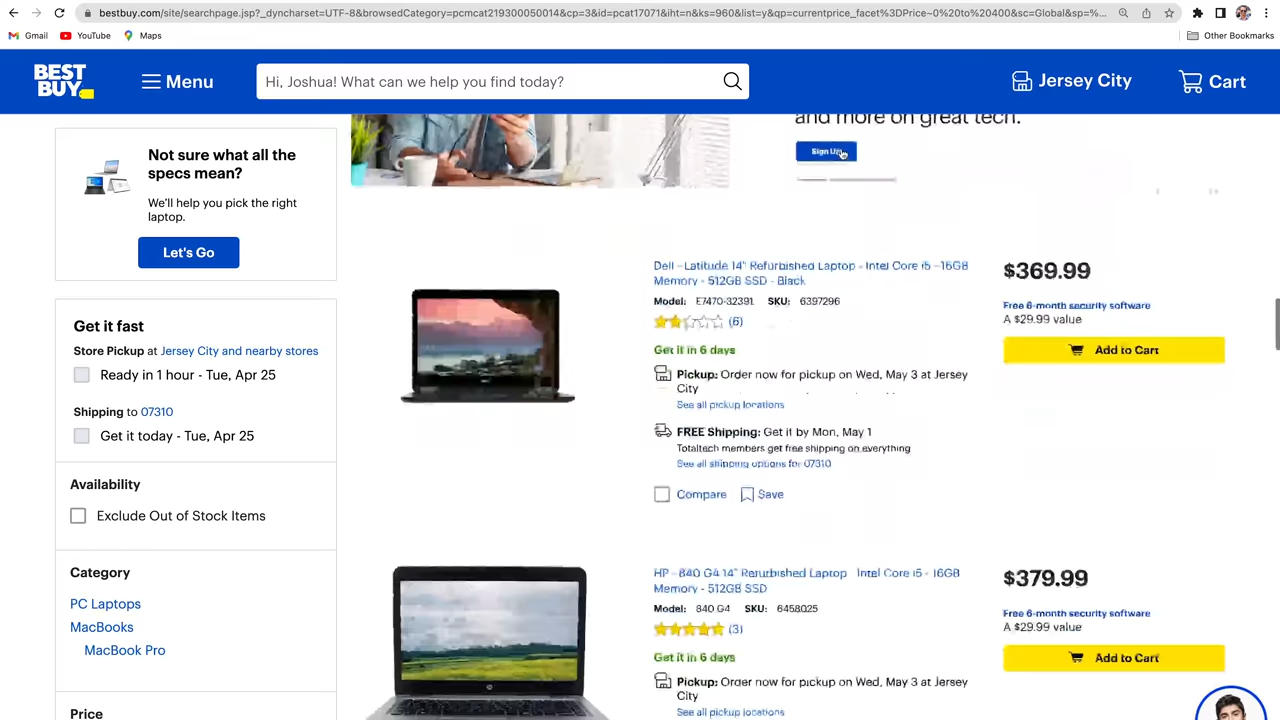 bestbuy.com/site/searchpage.jsp?_dyncharset=UTF-8&browsedCategory=pcmcat219300050014&cp=3&id=pcat17071&iht=n&ks=960&list=y&qp=currentprice_facet%3DPrice~0%20to%20400&sc=Global&sp=%...
Gmail
YouTube
Maps
Other Bookmarks
BEST BUY
Menu
Hi, Joshua! What can we help you find today?
Jersey City
Cart
and more on great tech.
Sign Up
Not sure what all the
specs mean?
We'll help you pick the right
laptop.
Let's Go
Get it fast
Store Pickup at Jersey City and nearby stores
Ready in 1 hour - Tue, Apr 25
Shipping to 07310
Get it today - Tue, Apr 25
Availability
Exclude Out of Stock Items
Category
PC Laptops
MacBooks
MacBook Pro
Price
Dell - Latitude 14" Refurbished Laptop - Intel Core i5 - 16GB
Memory - 512GB SSD - Black
Model: E7470-32391 SKU: 6397296
(6)
Get it in 6 days
Pickup: Order now for pickup on Wed, May 3 at Jersey
City
See all pickup locations
FREE Shipping: Get it by Mon, May 1
Totaltech members get free shipping on everything
See all shipping options for 07310
Compare
Save
$369.99
Free 6-month security software
A $29.99 value
Add to Cart
HP - 840 G4 14" Refurbished Laptop - Intel Core i5 - 16GB
Memory - 512GB SSD
Model: 840 G4 SKU: 6458025
(3)
Get it in 6 days
Pickup: Order now for pickup on Wed, May 3 at Jersey
City
See all pickup locations
$379.99
Free 6-month security software
A $29.99 value
Add to Cart